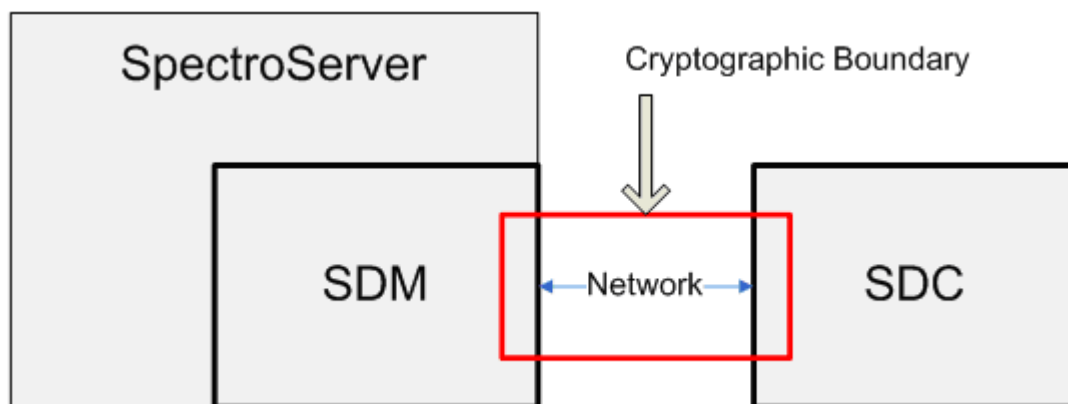 SpectroServer
Cryptographic Boundary
SDM
Network
SDC